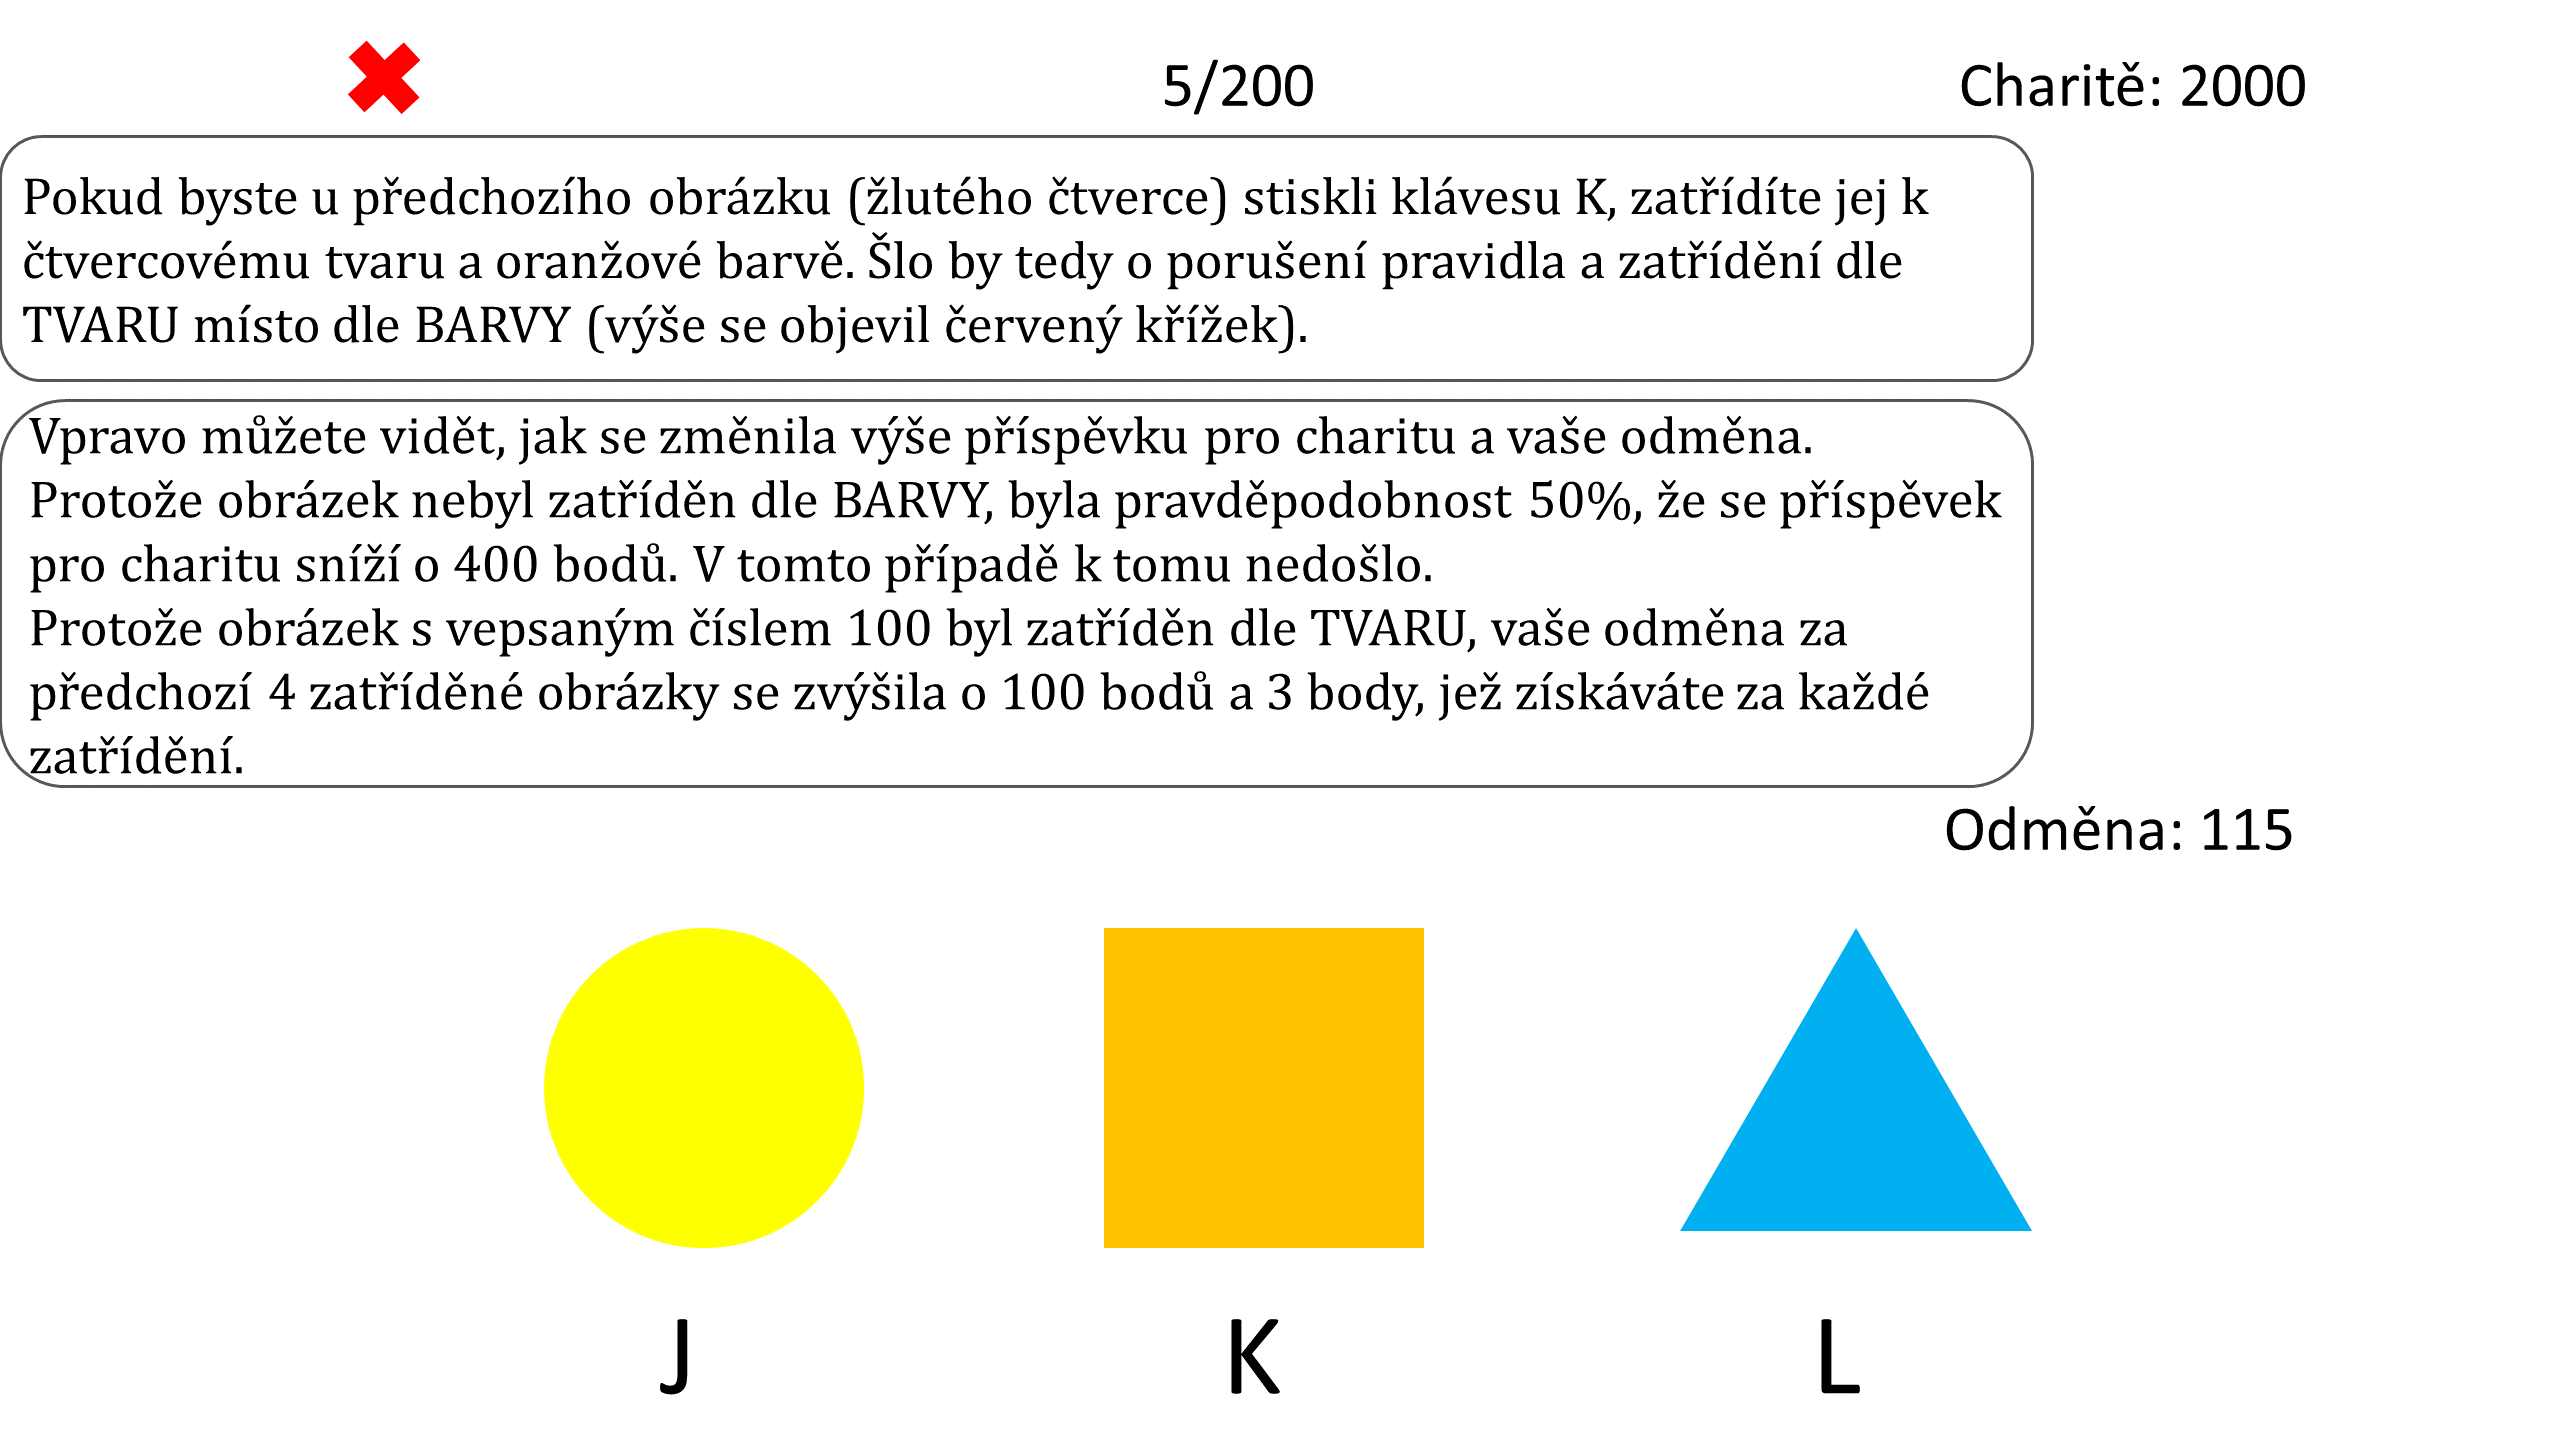 5/200
Charitě: 2000
Pokud byste u předchozího obrázku (žlutého čtverce) stiskli klávesu K, zatřídíte jej k
čtvercovému tvaru a oranžové barvě. Šlo by tedy o porušení pravidla a zatřídění dle
TVARU místo dle BARVY (výše se objevil červený křížek).
Vpravo můžete vidět, jak se změnila výše příspěvku pro charitu a vaše odměna.
Protože obrázek nebyl zatříděn dle BARVY, byla pravděpodobnost 50%, že se příspěvek
pro charitu sníží o 400 bodů. V tomto případě k tomu nedošlo.
Protože obrázek s vepsaným číslem 100 byl zatříděn dle TVARU, vaše odměna za
předchozí 4 zatříděné obrázky se zvýšila o 100 bodů a 3 body, jež získáváte za každé
zatřídění.
Odměna: 115
J
K
L